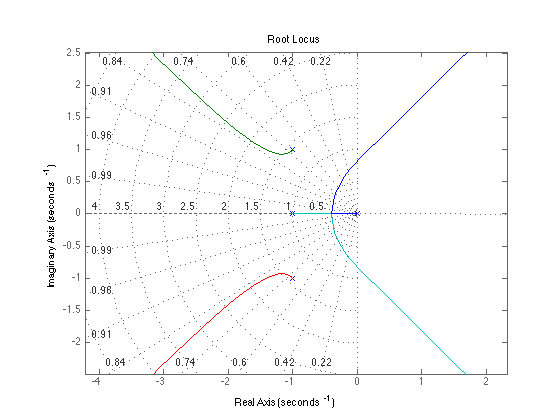 Root Locus
2.5
0.84 0.74 0.6 0.42 0.22
2
0.91
1.5
0.96
1
0.99
0.5
0 4 3.5 3 2.5 2 1.5 1 0.5
-0.5
0.99
-1
0.96
-1.5
0.91
-2
0.84 0.74 0.6 0.42 0.22
-4 -3 -2 -1 0 1 2
Real Axis (seconds -1)
Imaginary Axis (seconds -1)